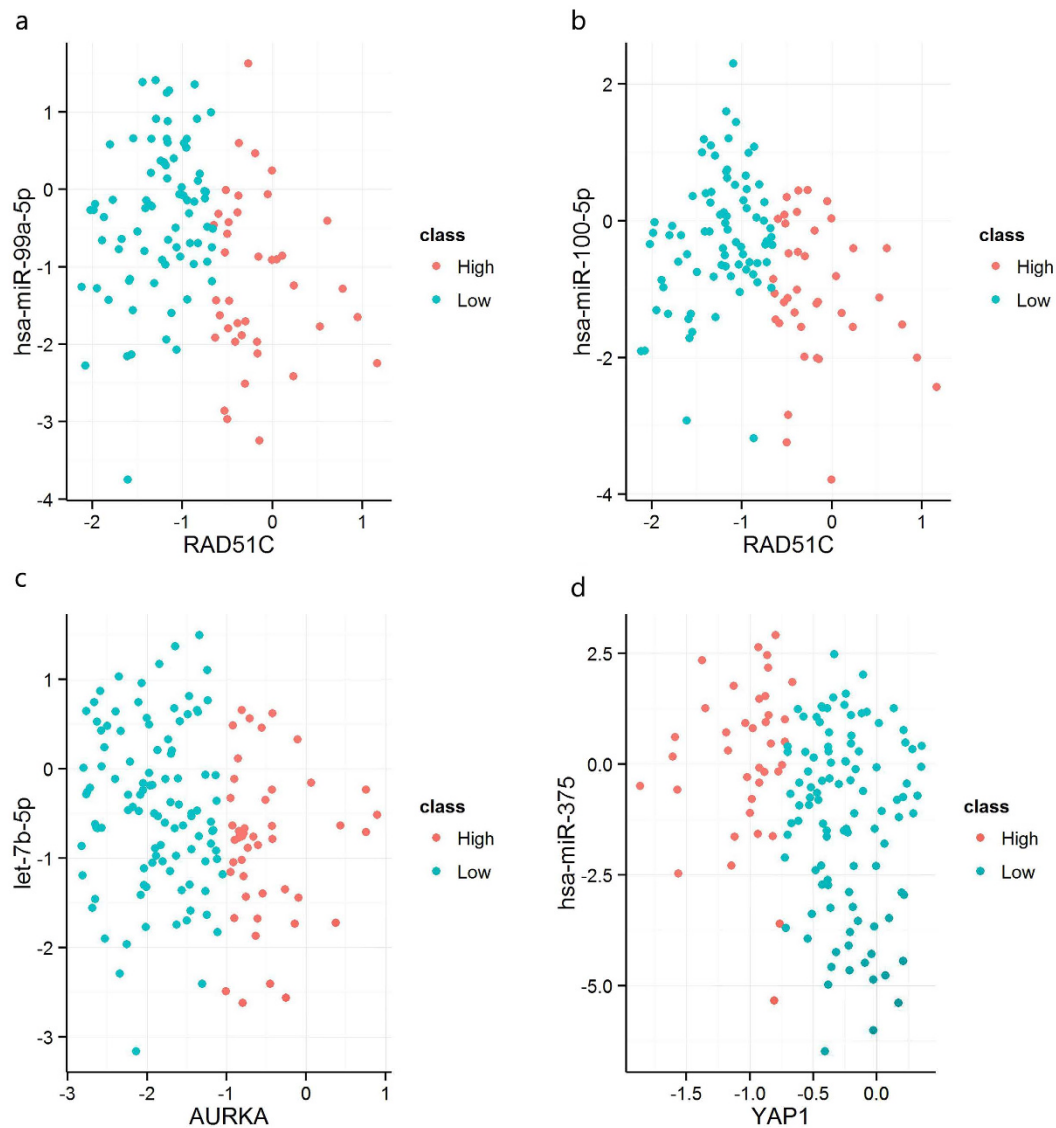 a
hsa-miR-99a-5p
1
0
-1
-2
-3
-4
-2 -1 0 1
RAD51C
class
High
Low
b
hsa-miR-100-5p
2
0
-2
-4
-2 -1 0 1
RAD51C
class
High
Low
c
let-7b-5p
1
0
-1
-2
-3
-3 -2 -1 0 1
AURKA
class
High
Low
d
hsa-miR-375
2.5
0.0
-2.5
-5.0
-1.5 -1.0 -0.5 0.0
YAP1
class
High
Low